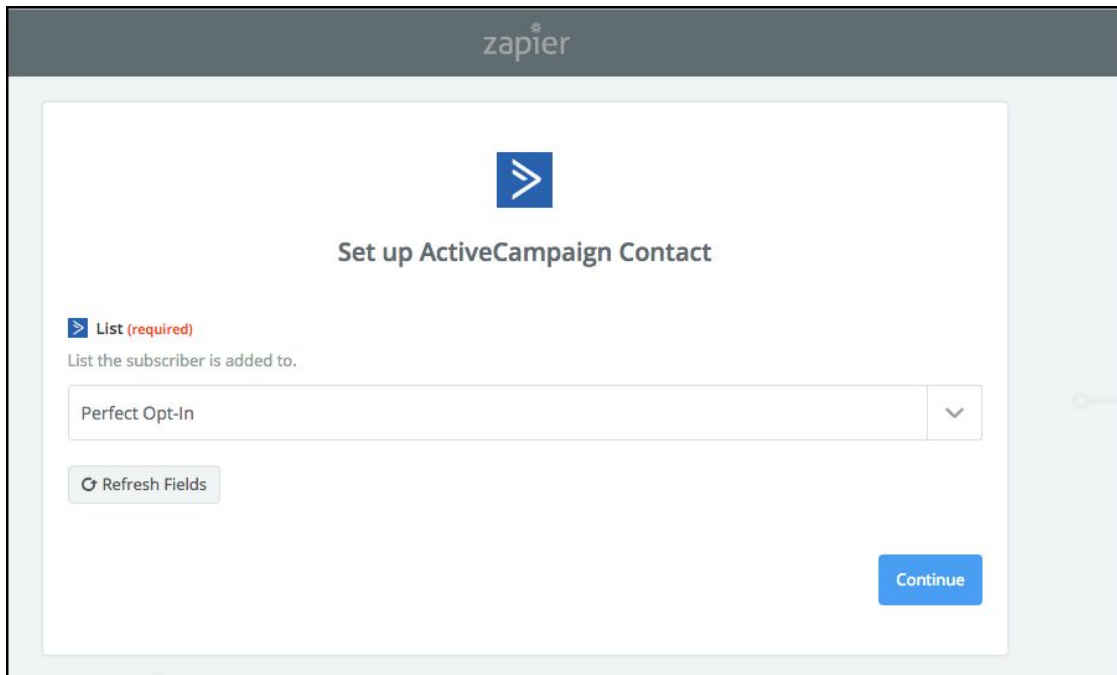 zapier
Set up ActiveCampaign Contact
List (required)
List the subscriber is added to.
Perfect Opt-In
Refresh Fields
Continue